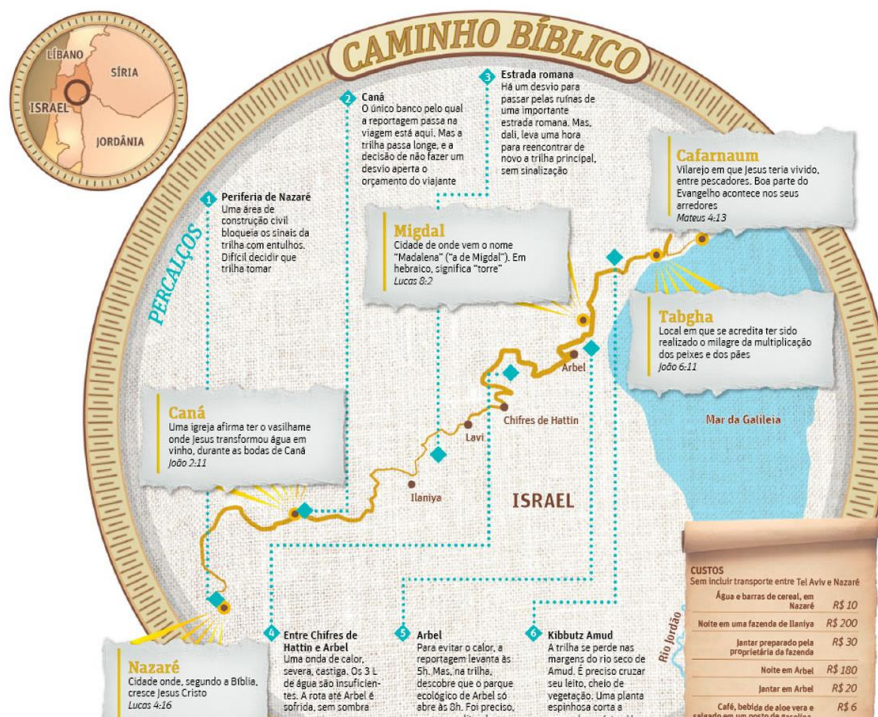 CAMINHO BÍBLICO
LÍBANO
SÍRIA
ISRAEL
JORDÂNIA
PERCALÇOS
1 Periferia de Nazaré
Uma área de
construção civil
bloqueia os sinais da
trilha com entulhos.
Difícil decidir que
trilha tomar
2 Caná
O único banco pelo qual
a reportagem passa na
viagem está aqui. Mas a
trilha passa longe, e a
decisão de não fazer um
desvio aperta o
orçamento do viajante
3 Estrada romana
Há um desvio para
passar pelas ruínas de
uma importante
estrada romana. Mas,
dali, leva uma hora
para reencontrar de
novo a trilha principal,
sem sinalização
Cafarnaum
Vilarejo em que Jesus teria vivido,
entre pescadores. Boa parte do
Evangelho acontece nos seus
arredores
Mateus 4:13
Migdal
Cidade de onde vem o nome
"Madalena" ("a de Migdal"). Em
hebraico, significa "torre"
Lucas 8:2
Tabgha
Local em que se acredita ter sido
realizado o milagre da multiplicação
dos peixes e dos pães
João 6:11
Caná
Uma igreja afirma ter o vasilhame
onde Jesus transformou água em
vinho, durante as bodas de Caná
João 2:11
Arbel
Chifres de Hattin
Lavi
Ilaniya
Mar da Galileia
ISRAEL
Rio Jordão
Nazaré
Cidade onde, segundo a Bíblia,
cresce Jesus Cristo
Lucas 4:16
4 Entre Chifres de
Hattin e Arbel
Uma onda de calor,
severa, castiga. Os 3 L
de água são insuficien-
tes. A rota até Arbel é
sofrida, sem sombra
5 Arbel
Para evitar o calor, a
reportagem levanta às
5h. Mas, na trilha,
descobre que o parque
ecológico de Arbel só
abre às 8h. Foi preciso,
6 Kibbutz Amud
A trilha se perde nas
margens do rio seco de
Amud. É preciso cruzar
seu leito, cheio de
vegetação. Uma planta
espinhosa corta a
CUSTOS
Sem incluir transporte entre Tel Aviv e Nazaré
Água e barras de cereal, em
Nazaré R$ 10
Noite em uma fazenda de Ilaniya R$ 200
Jantar preparado pela
proprietária da fazenda R$ 30
Noite em Arbel R$ 180
Jantar em Arbel R$ 20
Café, bebida de aloe vera e R$ 6
salgado em um posto de gasolina